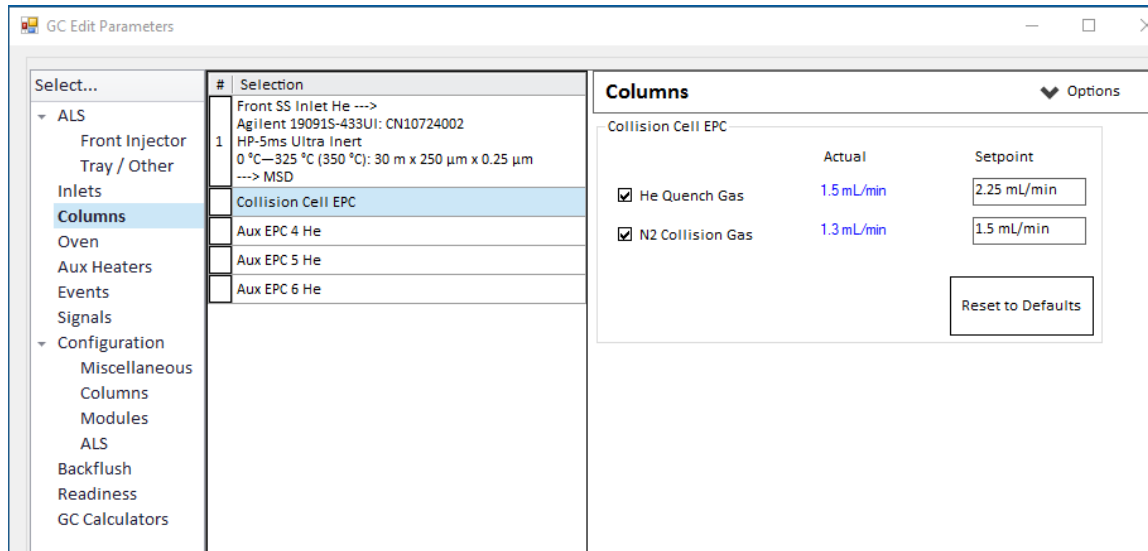 GC Edit Parameters
Select...
ALS
Front Injector
Tray / Other
Inlets
Columns
Oven
Aux Heaters
Events
Signals
Configuration
Miscellaneous
Columns
Modules
ALS
Backflush
Readiness
GC Calculators
# Selection
1
Front SS Inlet He --->
Agilent 19091S-433UI: CN10724002
HP-5ms Ultra Inert
0 °C—325 °C (350 °C): 30 m x 250 µm x 0.25 µm
---> MSD
Collision Cell EPC
Aux EPC 4 He
Aux EPC 5 He
Aux EPC 6 He
Columns
Options
Collision Cell EPC
Actual Setpoint
He Quench Gas 1.5 mL/min 2.25 mL/min
N2 Collision Gas 1.3 mL/min 1.5 mL/min
Reset to Defaults